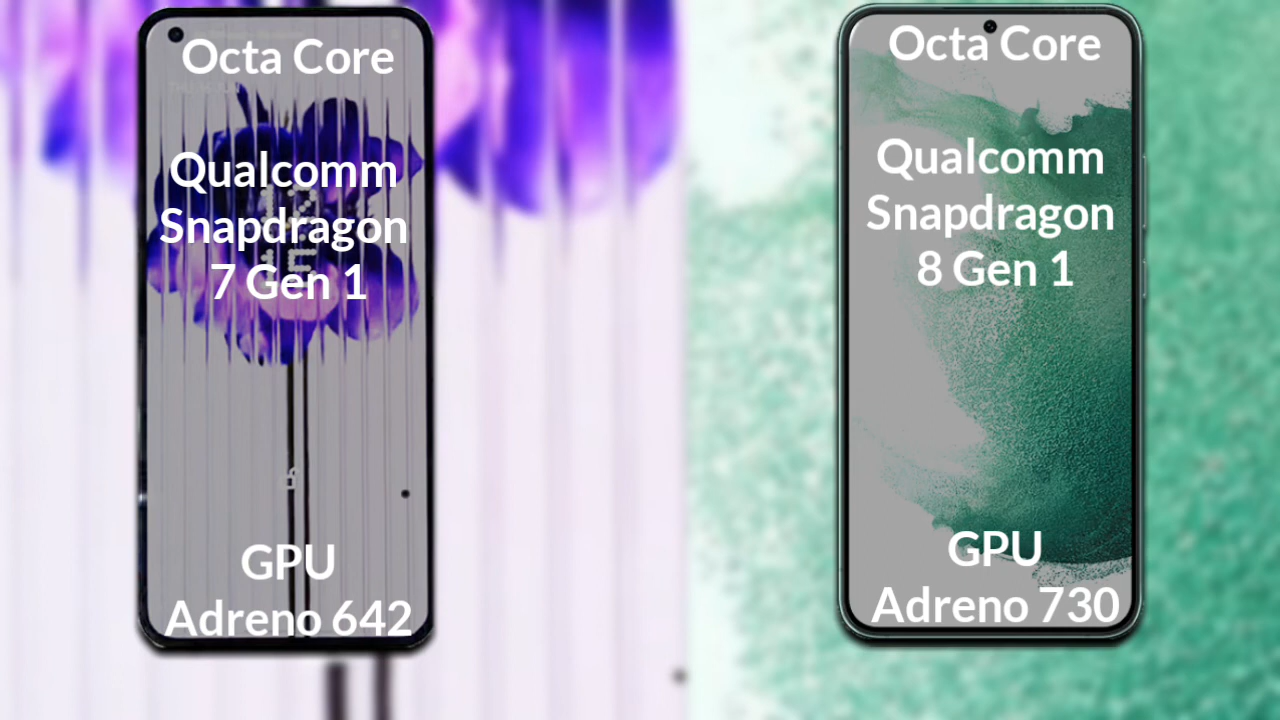 Octa Core
Qualcomm
Snapdragon
7 Gen 1
GPU
Adreno 642
Octa Core
Qualcomm
Snapdragon
8 Gen 1
GPU
Adreno 730